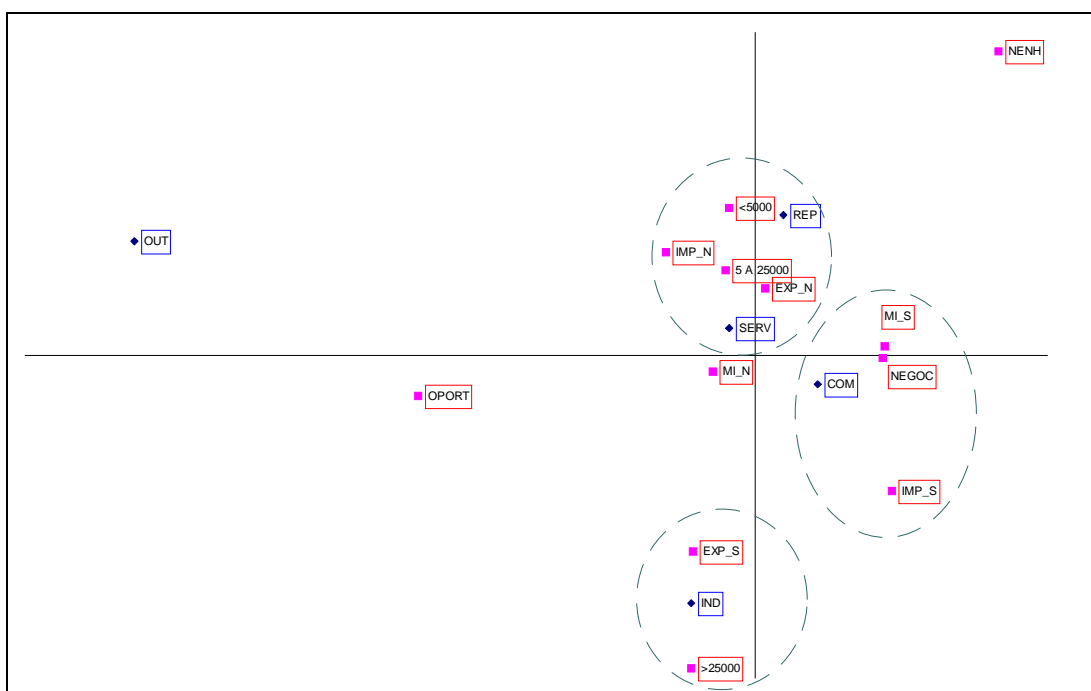 NENH
<5000
REP
OUT
IMP_N
5 A 25000
EXP_N
MI_S
SERV
MI_N
NEGOC
COM
OPORT
IMP_S
EXP_S
IND
>25000